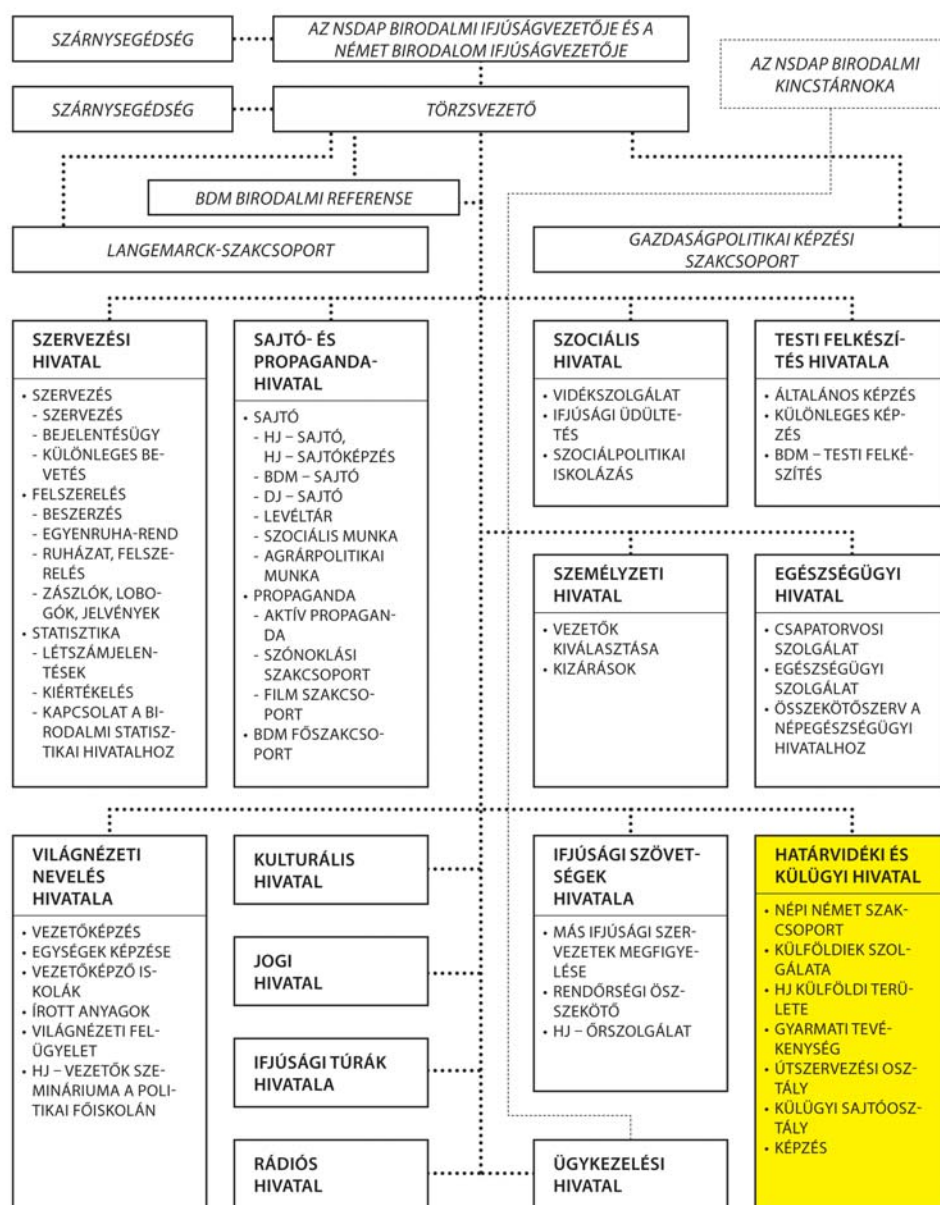 SZÁRNYSEGÉDSÉG
AZ NSDAP BIRODALMI IFJÚSÁGVEZETŐJE ÉS A
NÉMET BIRODALOM IFJÚSÁGVEZETŐJE
AZ NSDAP BIRODALMI
KINCSTÁRNOKA
SZÁRNYSEGÉDSÉG
TÖRZSVEZETŐ
BDM BIRODALMI REFERENSE
LANGEMARCK-SZAKCSOPORT
GAZDASÁGPOLITIKAI KÉPZÉSI
SZAKCSOPORT
SZERVEZÉSI
HIVATAL
• SZERVEZÉS
- SZERVEZÉS
- BEJELENTÉSÜGY
- KÜLÖNLEGES BE-
VETÉS
• FELSZERELÉS
- BESZERZÉS
- EGYENRUHA-REND
- RUHÁZAT, FELSZE-
RELÉS
- ZÁSZLÓK, LOBO-
GÓK, JELVÉNYEK
• STATISZTIKA
- LÉTSZÁMJELEN-
TÉSEK
- KIÉRTÉKELÉS
- KAPCSOLAT A BI-
RODALMI STATISZ-
TIKAI HIVATALHOZ
SAJTÓ- ÉS
PROPAGANDA-
HIVATAL
• SAJTÓ
- HJ – SAJTÓ,
HJ – SAJTÓKÉPZÉS
- BDM – SAJTÓ
- DJ – SAJTÓ
- LEVÉLTÁR
- SZOCIÁLIS MUNKA
- AGRÁRPOLITIKAI
MUNKA
• PROPAGANDA
- AKTÍV PROPAGAN-
DA
- SZÓNOKLÁSI
SZAKCSOPORT
- FILM SZAKCSO-
PORT
• BDM FŐSZAKCSO-
PORT
SZOCIÁLIS
HIVATAL
• VIDÉKSZOLGÁLAT
• IFJÚSÁGI ÜDÜLTE-
TÉS
• SZOCIÁLPOLITIKAI
ISKOLÁZÁS
TESTI FELKÉSZÍ-
TÉS HIVATALA
• ÁLTALÁNOS KÉPZÉS
• KÜLÖNLEGES KÉP-
ZÉS
• BDM – TESTI FELKÉ-
SZÍTÉS
SZEMÉLYZETI
HIVATAL
• VEZETŐK
KIVÁLASZTÁSA
• KIZÁRÁSOK
EGÉSZSÉGÜGYI
HIVATAL
• CSAPATORVOSI
SZOLGÁLAT
• EGÉSZSÉGÜGYI
SZOLGÁLAT
• ÖSSZEKÖTŐSZERV A
NÉPEGÉSZSÉGÜGYI
HIVATALHOZ
VILÁGNÉZETI
NEVELÉS
HIVATALA
• VEZETŐKÉPZÉS
• EGYSÉGEK KÉPZÉSE
• VEZETŐKÉPZŐ IS-
KOLÁK
• ÍROTT ANYAGOK
• VILÁGNÉZETI FEL-
ÜGYELET
• HJ – VEZETŐK SZE-
MINÁRIUMA A POLI-
TIKAI FŐISKOLÁN
KULTURÁLIS
HIVATAL
JOGI
HIVATAL
IFJÚSÁGI TÚRÁK
HIVATALA
RÁDIÓS
HIVATAL
IFJÚSÁGI SZÖVET-
SÉGEK
HIVATALA
• MÁS IFJÚSÁGI SZER-
VEZETEK MEGFIGYE-
LÉSE
• RENDŐRSÉGI ÖSZ-
SZEKÖTŐ
• HJ – ŐRSZOLGÁLAT
ÜGYKEZELÉSI
HIVATAL
HATÁRVIDÉKI ÉS
KÜLÜGYI HIVATAL
• NÉPI NÉMET SZAK-
CSOPORT
• KÜLFÖLDIEK SZOL-
GÁLATA
• HJ KÜLFÖLDI TERÜ-
LETE
• GYARMATI TEVÉ-
KENYSÉG
• ÚTSZERVEZÉSI OSZ-
TÁLY
• KÜLÜGYI SAJTÓOSZ-
TÁLY
• KÉPZÉS